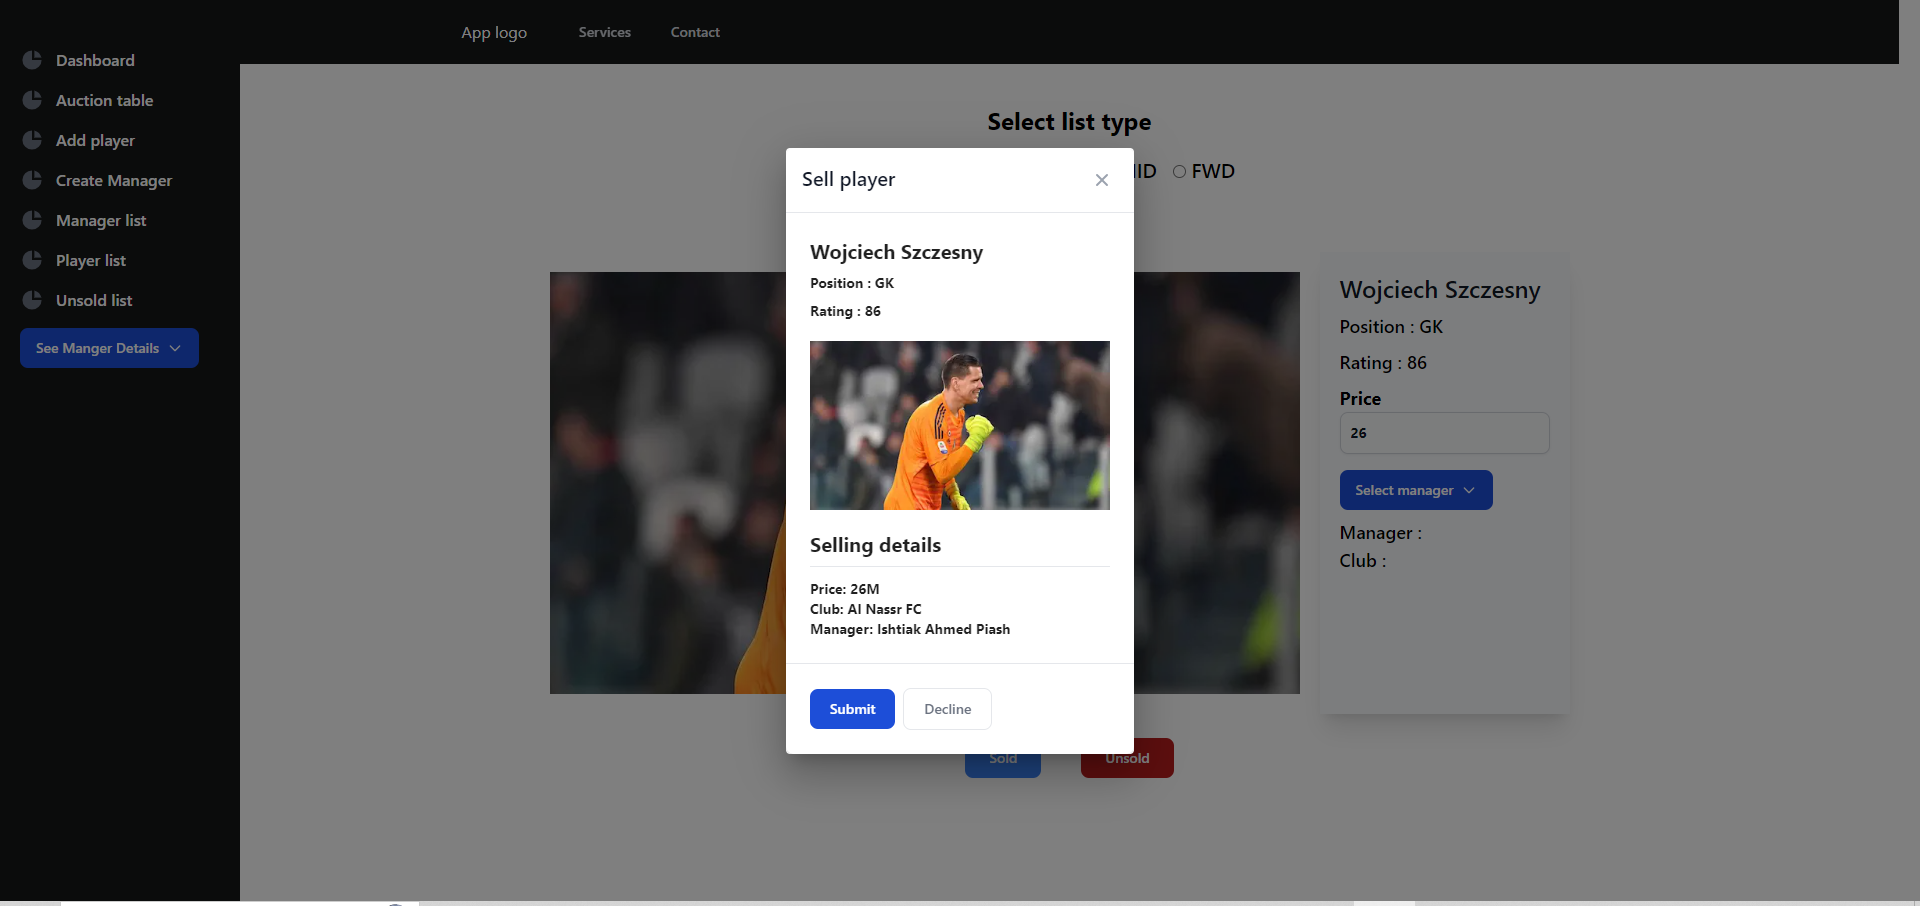 App logo
Services
Contact
Dashboard
Auction table
Add player
Create Manager
Manager list
Player list
Unsold list
See Manger Details
Select list type
FWD
Sell player
Wojciech Szczesny
Position : GK
Rating : 86
Selling details
Price: 26M
Club: Al Nassr FC
Manager: Ishtiak Ahmed Piash
Submit
Decline
Wojciech Szczesny
Position : GK
Rating : 86
Price
26
Select manager
Manager :
Club :
Sold
Unsold